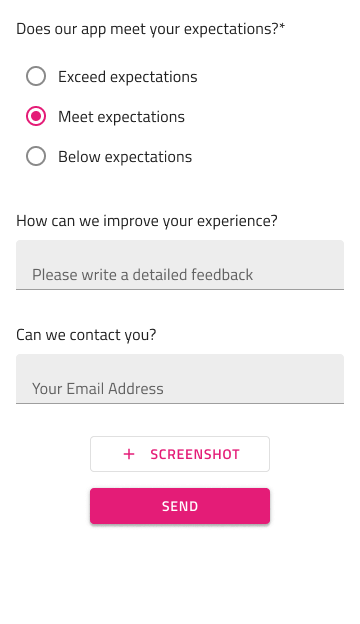 Does our app meet your expectations?*
Exceed expectations
Meet expectations
Below expectations
How can we improve your experience?
Please write a detailed feedback
Can we contact you?
Your Email Address
+ SCREENSHOT
SEND